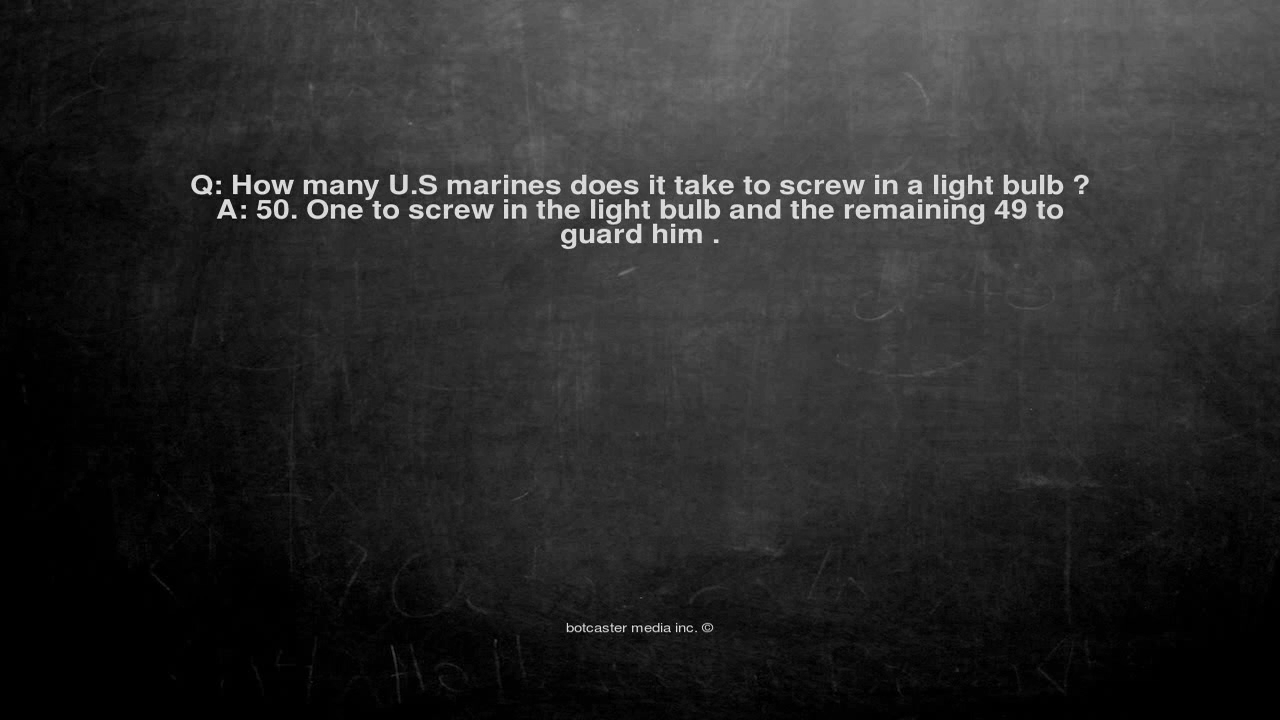 Q: How many U.S marines does it take to screw in a light bulb ?
A: 50. One to screw in the light bulb and the remaining 49 to
guard him .
botcaster media inc. ©